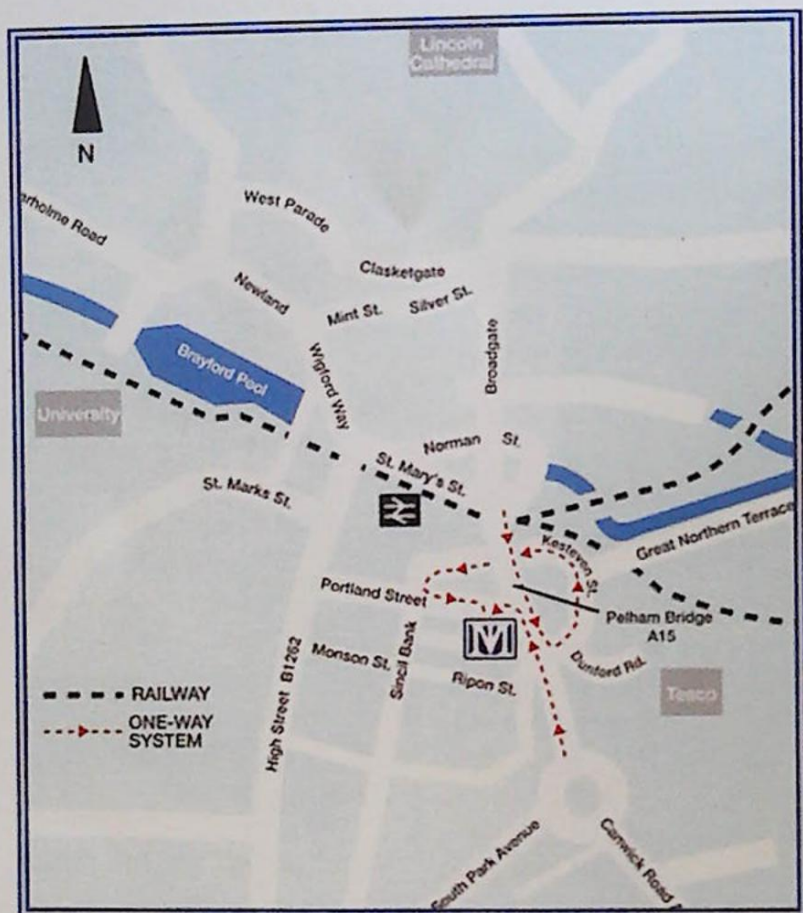 Lincoln
Cathedral
N
West Parade
Newland
Clasketgate
Mint St.
Silver St.
Wigford Way
Broadgate
Brayford Pool
University
Norman St.
St. Mary's St.
St. Marks St.
Great Northern Terrace
Kesteven St.
Portland Street
Pelham Bridge
A15
Monson St.
Sincil Bank
Ripon St.
Dunford Rd.
Tesco
High Street B1262
RAILWAY
ONE-WAY
SYSTEM
South Park Avenue
Canwick Road